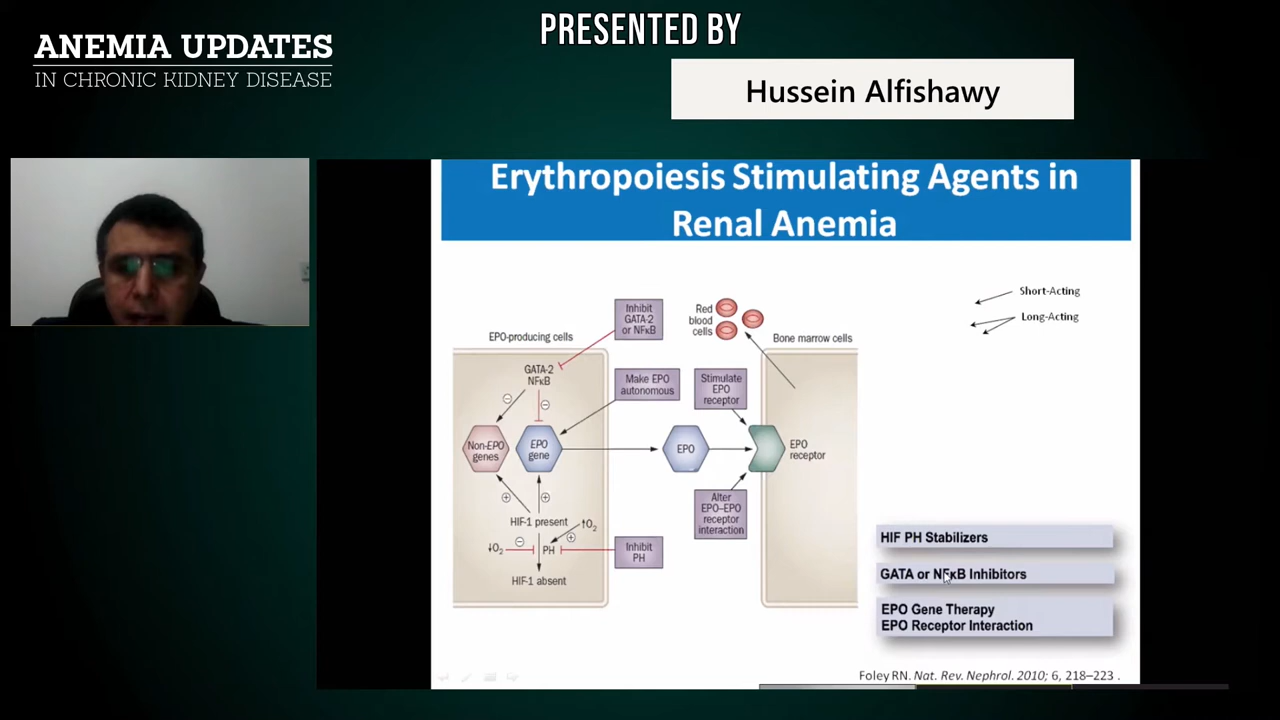 PRESENTED BY
ANEMIA UPDATES
IN CHRONIC KIDNEY DISEASE
Hussein Alfishawy
Erythropoiesis Stimulating Agents in
Renal Anemia
Short-Acting
Long-Acting
Inhibit
GATA-2
or NFκB
Red
blood
cells
EPO-producing cells
Bone marrow cells
GATA-2
NFκB
Make EPO
autonomous
Stimulate
EPO
receptor
Non-EPO
genes
EPO
gene
EPO
EPO
receptor
Alter
EPO–EPO
receptor
interaction
HIF-1 present
↑O2
↓O2
PH
Inhibit
PH
HIF-1 absent
HIF PH Stabilizers
GATA or NFκB Inhibitors
EPO Gene Therapy
EPO Receptor Interaction
Foley RN. Nat. Rev. Nephrol. 2010; 6, 218–223 .